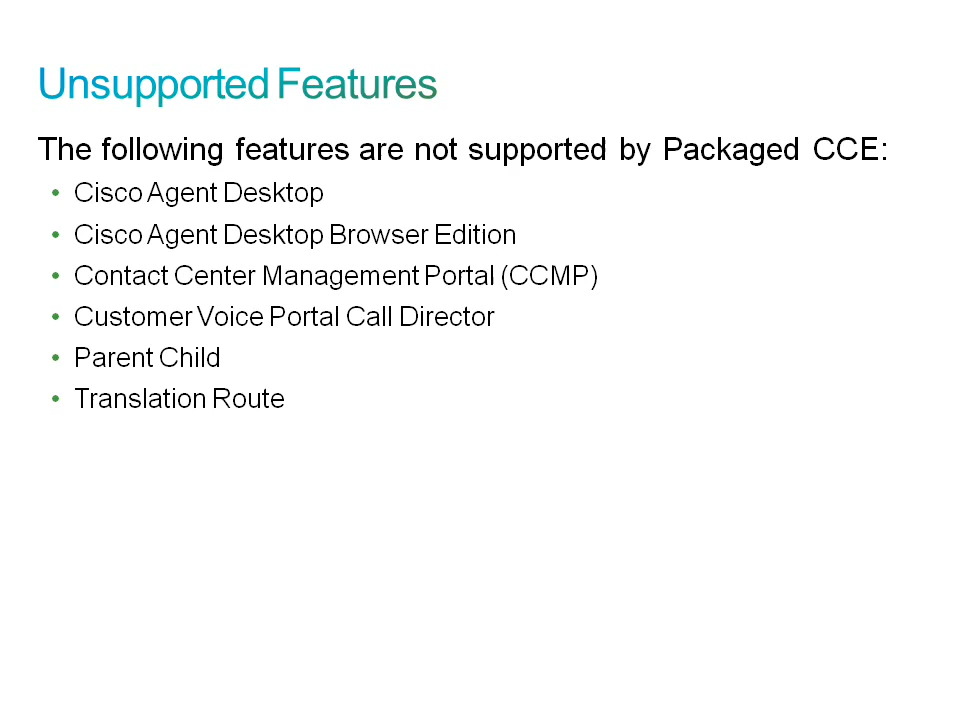 Unsupported Features
The following features are not supported by Packaged CCE:
• Cisco Agent Desktop
• Cisco Agent Desktop Browser Edition
• Contact Center Management Portal (CCMP)
• Customer Voice Portal Call Director
• Parent Child
• Translation Route